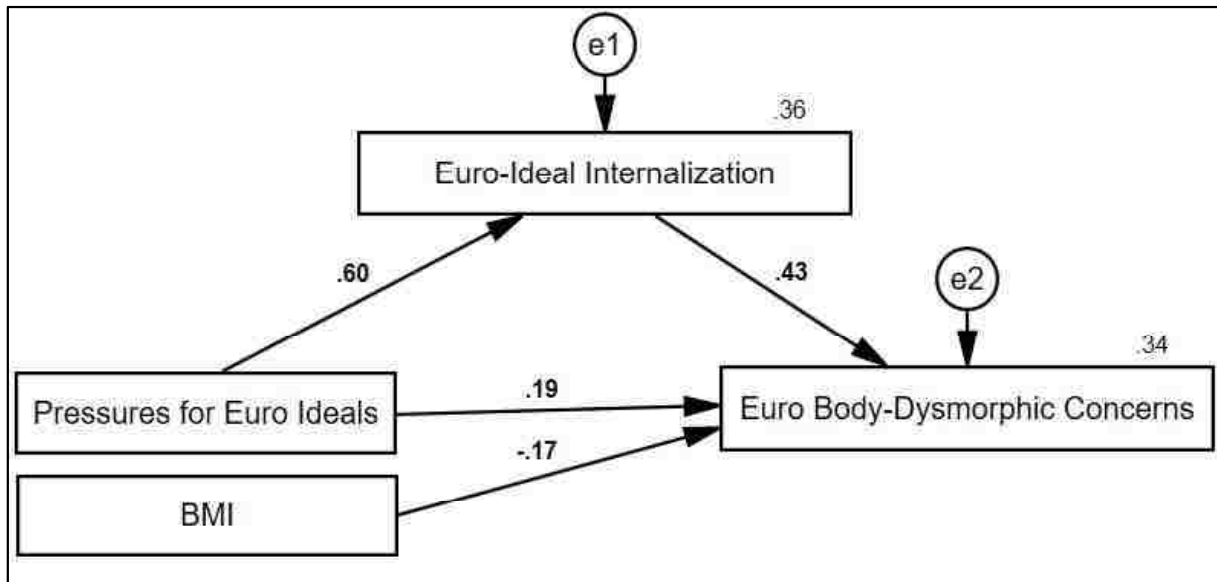 e1
.36
Euro-Ideal Internalization
.60
.43
e2
.34
Pressures for Euro Ideals
.19
Euro Body-Dysmorphic Concerns
-.17
BMI